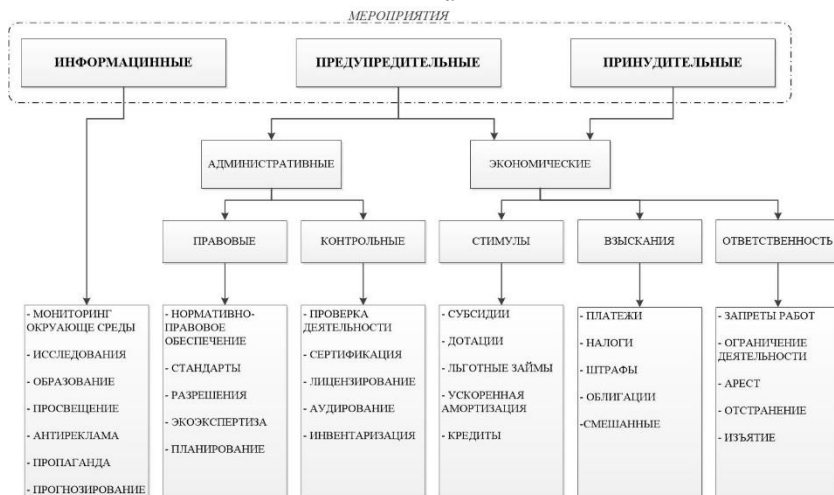 МЕРОПРИЯТИЯ
ИНФОРМАЦИННЫЕ
ПРЕДУПРЕДИТЕЛЬНЫЕ
ПРИНУДИТЕЛЬНЫЕ
АДМИНИСТРАТИВНЫЕ
ЭКОНОМИЧЕСКИЕ
ПРАВОВЫЕ
КОНТРОЛЬНЫЕ
СТИМУЛЫ
ВЗЫСКАНИЯ
ОТВЕТСТВЕННОСТЬ
- МОНИТОРИНГ
ОКРУАЮЩЕ СРЕДЫ
- ИССЛЕДОВАНИЯ
- ОБРАЗОВАНИЕ
- ПРОСВЕЩЕНИЕ
- АНТИРЕКЛАМА
- ПРОПАГАНДА
- ПРОГНОЗИРОВАНИЕ
- НОРМАТИВНО-
ПРАВОВОЕ
ОБЕСПЕЧЕНИЕ
- СТАНДАРТЫ
- РАЗРЕШЕНИЯ
- ЭКОЭКСПЕРТИЗА
- ПЛАНИРОВАНИЕ
- ПРОВЕРКА
ДЕЯТЕЛЬНОСТИ
- СЕРТИФИКАЦИЯ
- ЛИЦЕНЗИРОВАНИЕ
- АУДИРОВАНИЕ
- ИНВЕНТАРИЗАЦИЯ
- СУБСИДИИ
- ДОТАЦИИ
- ЛЬГОТНЫЕ ЗАЙМЫ
- УСКОРЕННАЯ
АМОРТИЗАЦИЯ
- КРЕДИТЫ
- ПЛАТЕЖИ
- НАЛОГИ
- ШТРАФЫ
- ОБЛИГАЦИИ
-СМЕШАННЫЕ
- ЗАПРЕТЫ РАБОТ
- ОГРАНИЧЕНИЕ
ДЕЯТЕЛЬНОСТИ
- АРЕСТ
- ОТСТРАНЕНИЕ
- ИЗЪЯТИЕ